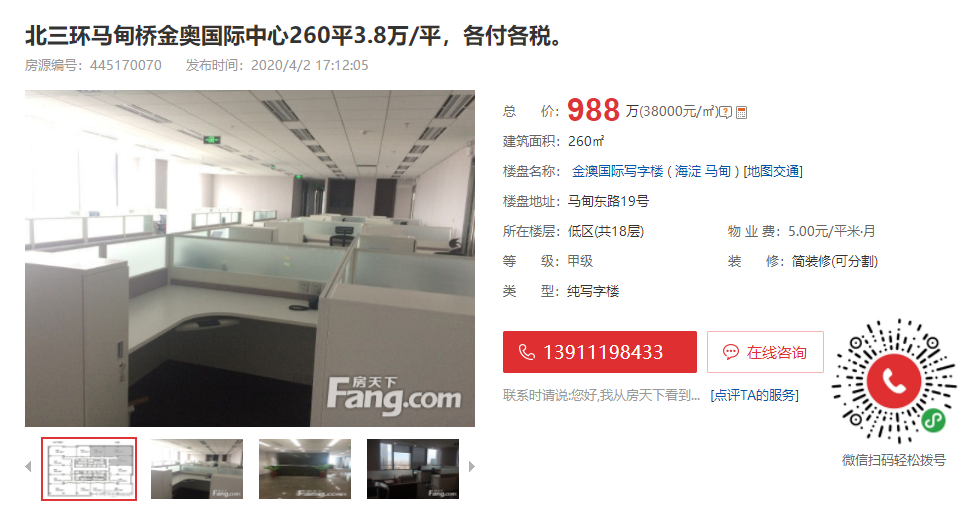 北三环马甸桥金奥国际中心260平3.8万/平，各付各税。
房源编号：445170070 发布时间：2020/4/2 17:12:05
总 价：988 万(38000元/㎡)
建筑面积：260㎡
楼盘名称：金澳国际写字楼 ( 海淀 马甸 ) [地图交通]
楼盘地址：马甸东路19号
所在楼层：低区(共18层) 物 业 费：5.00元/平米·月
等 级：甲级 装 修：简装修(可分割)
类 型：纯写字楼
13911198433 在线咨询
联系时请说:您好,我从房天下看到... [点评TA的服务]
微信扫码轻松拨号
房天下
Fang.com
Fang.com
Fang.com
Fang.com